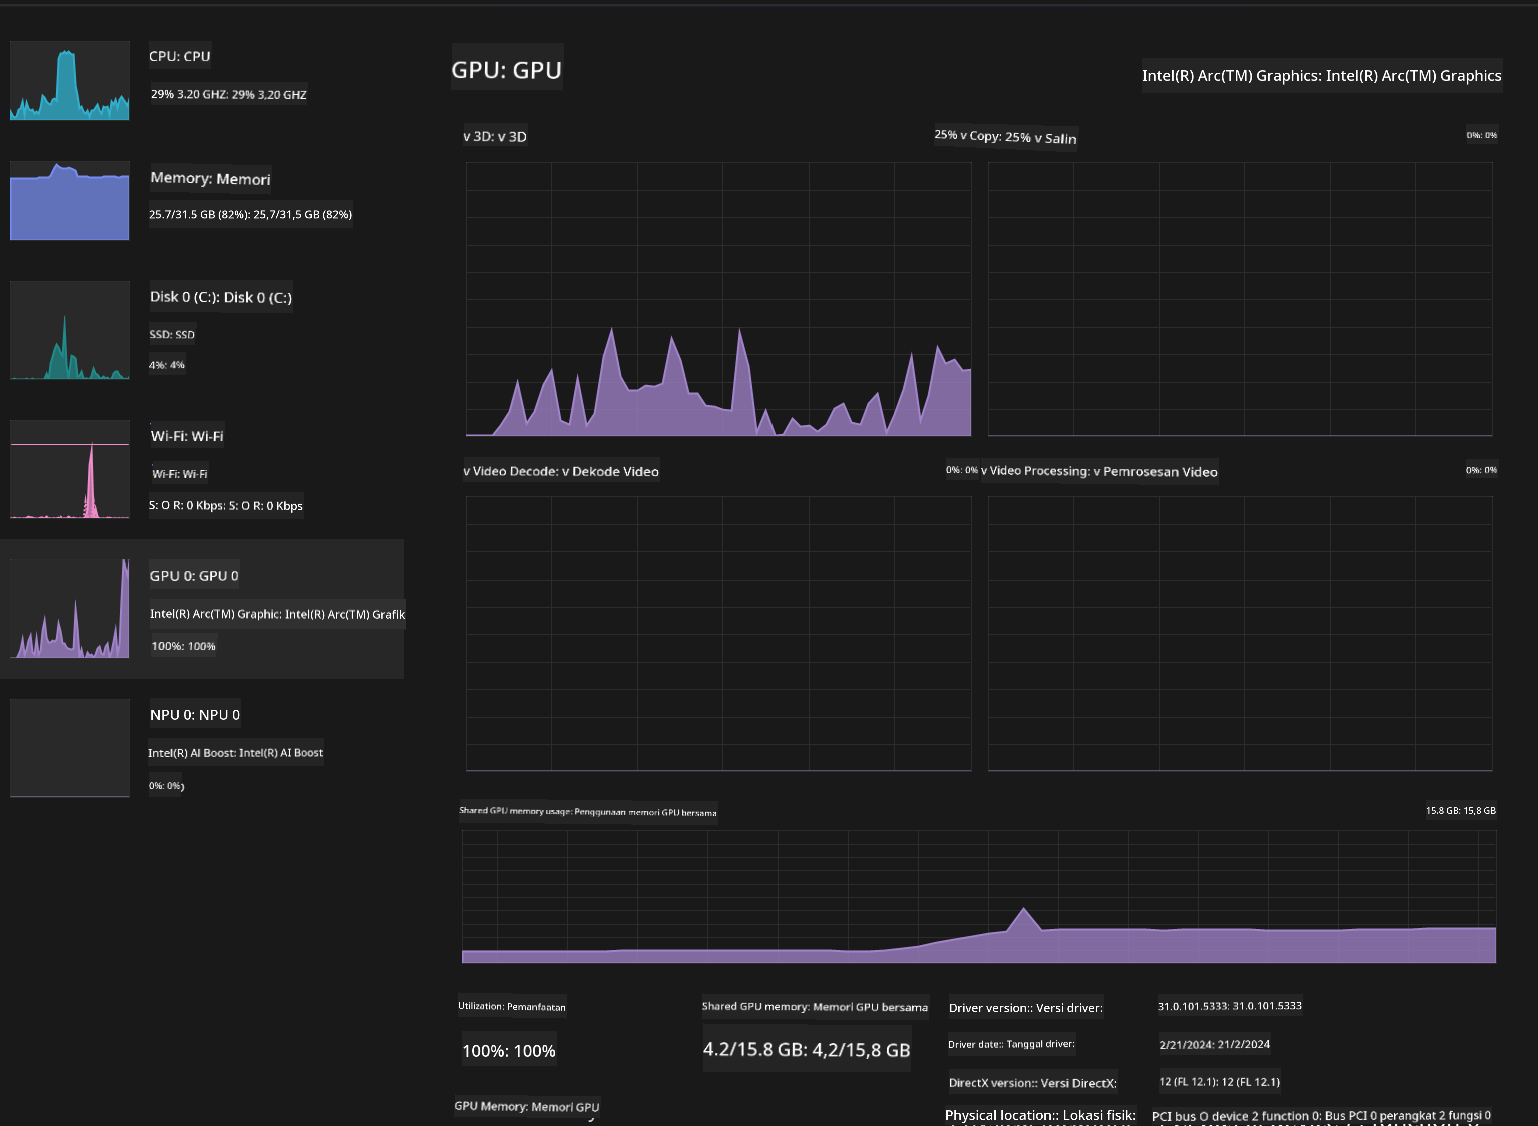 CPU: CPU
29% 3.20 GHZ: 29% 3,20 GHZ
Memory: Memori
25.7/31.5 GB (82%): 25,7/31,5 GB (82%)
Disk 0 (C:): Disk 0 (C:)
SSD: SSD
4%: 4%
Wi-Fi: Wi-Fi
Wi-Fi: Wi-Fi
S: O R: 0 Kbps: S: O R: 0 Kbps
GPU 0: GPU 0
Intel(R) Arc(TM) Graphic: Intel(R) Arc(TM) Grafik
100%: 100%
NPU 0: NPU 0
Intel(R) AI Boost: Intel(R) AI Boost
0%: 0%)
GPU: GPU
Intel(R) Arc(TM) Graphics: Intel(R) Arc(TM) Graphics
v 3D: v 3D
25% v Copy: 25% v Salin
0%: 0%
v Video Decode: v Dekode Video
0%: 0%
v Video Processing: v Pemrosesan Video
0%: 0%
Shared GPU memory usage: Penggunaan memori GPU bersama
15.8 GB: 15,8 GB
Utilization: Pemanfaatan
100%: 100%
Shared GPU memory: Memori GPU bersama
4.2/15.8 GB: 4,2/15,8 GB
GPU Memory: Memori GPU
Driver version:: Versi driver:
31.0.101.5333: 31.0.101.5333
Driver date:: Tanggal driver:
2/21/2024: 21/2/2024
DirectX version:: Versi DirectX:
12 (FL 12.1): 12 (FL 12.1)
Physical location:: Lokasi fisik:
PCI bus O device 2 function 0: Bus PCI 0 perangkat 2 fungsi 0